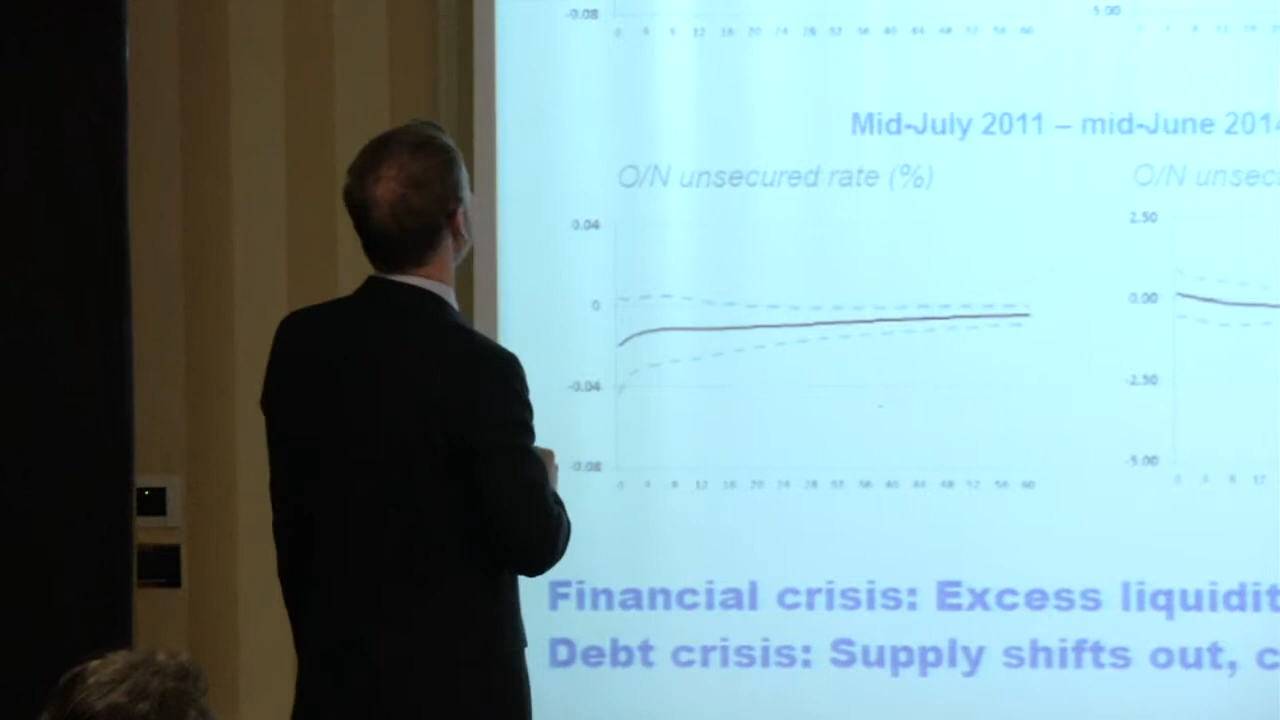 -0.08
5.00
0 4 8 12 16 20 24 28 32 36 40 44 48 52 56 60
Mid-July 2011 – mid-June 201
O/N unsecured rate (%)
O/N unsec
0.04
2.50
0
0.00
-0.04
-2.50
-0.08
-5.00
0 4 8 12 16 20 24 28 32 36 40 44 48 52 56 60
Financial crisis: Excess liquidit
Debt crisis: Supply shifts out, c